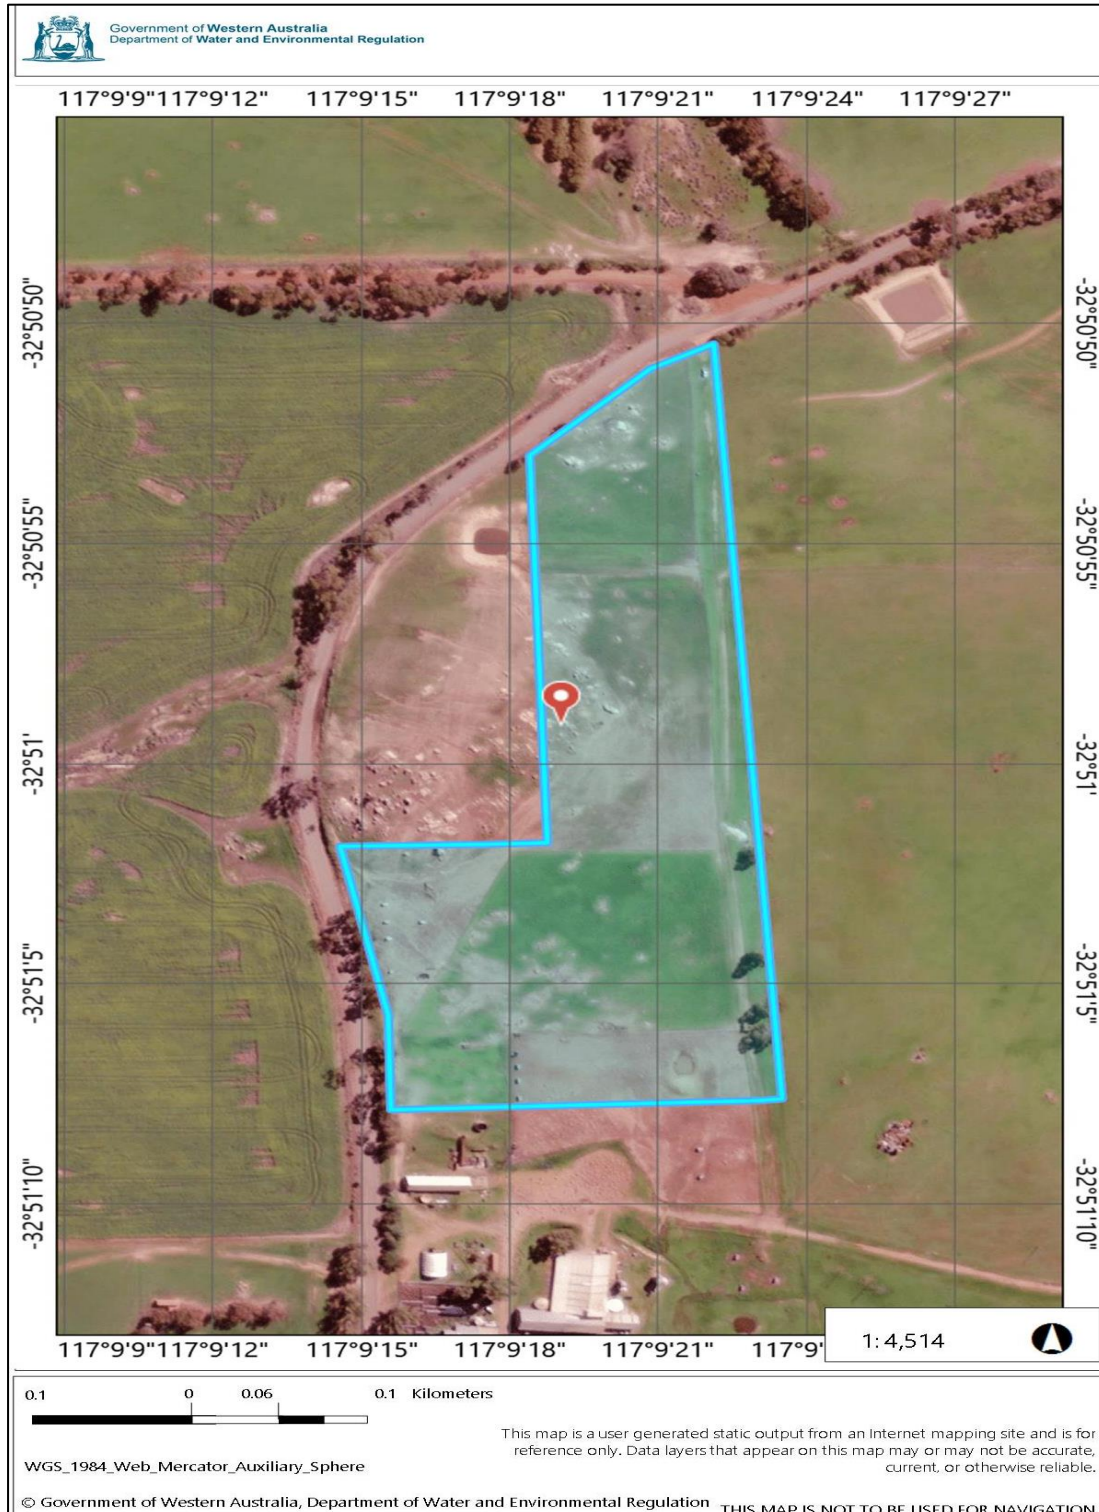 Government of Western Australia
Department of Water and Environmental Regulation
117°9'9"117°9'12" 117°9'15" 117°9'18" 117°9'21" 117°9'24" 117°9'27"
-32°50'50" -32°50'50"
-32°50'55" -32°50'55"
-32°51' -32°51'
-32°51'5" -32°51'5"
-32°51'10" -32°51'10"
117°9'9"117°9'12" 117°9'15" 117°9'18" 117°9'21" 117°9'
1: 4,514
0.1 0 0.06 0.1 Kilometers
This map is a user generated static output from an Internet mapping site and is for
reference only. Data layers that appear on this map may or may not be accurate,
current, or otherwise reliable.
WGS_1984_Web_Mercator_Auxiliary_Sphere
© Government of Western Australia, Department of Water and Environmental Regulation THIS MAP IS NOT TO BE USED FOR NAVIGATION